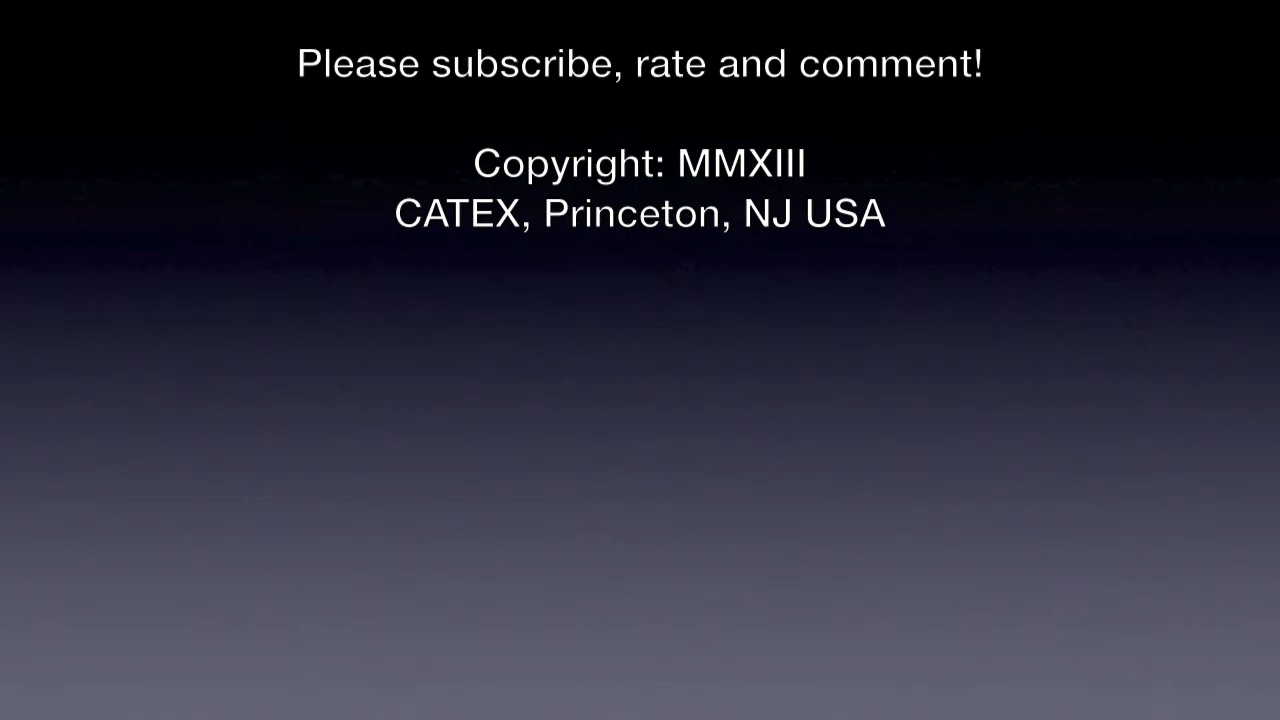 Please subscribe, rate and comment!
Copyright: MMXIII
CATEX, Princeton, NJ USA